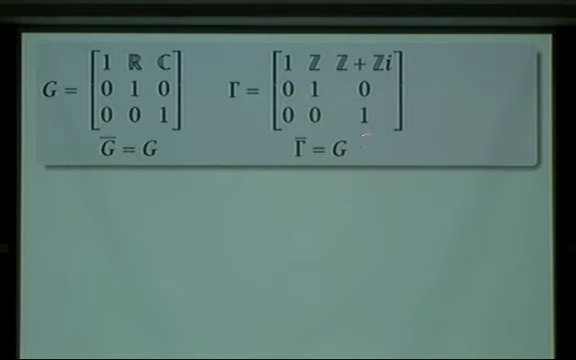 G = [1 ℝ ℂ; 0 1 0; 0 0 1] Γ = [1 ℤ ℤ + ℤi; 0 1 0; 0 0 1]
G̅ = G Γ̅ = G